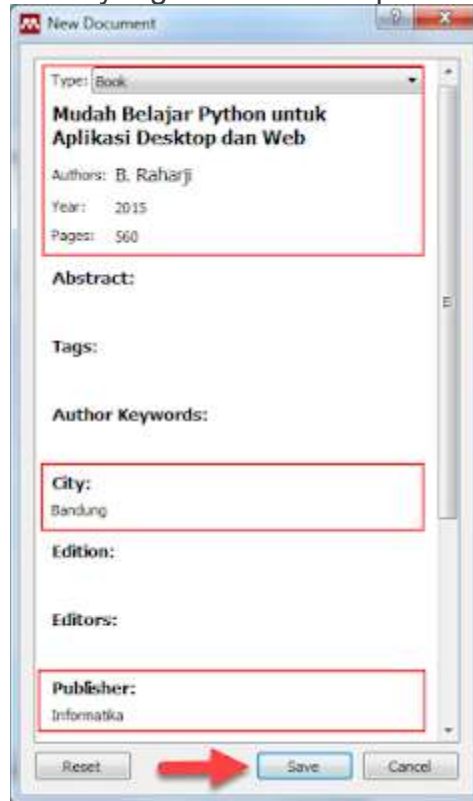 New Document
Type: Book
Mudah Belajar Python untuk
Aplikasi Desktop dan Web
Authors: B. Raharji
Year: 2015
Pages: 560
Abstract:
Tags:
Author Keywords:
City:
Bandung
Edition:
Editors:
Publisher:
Informatika
Reset Save Cancel